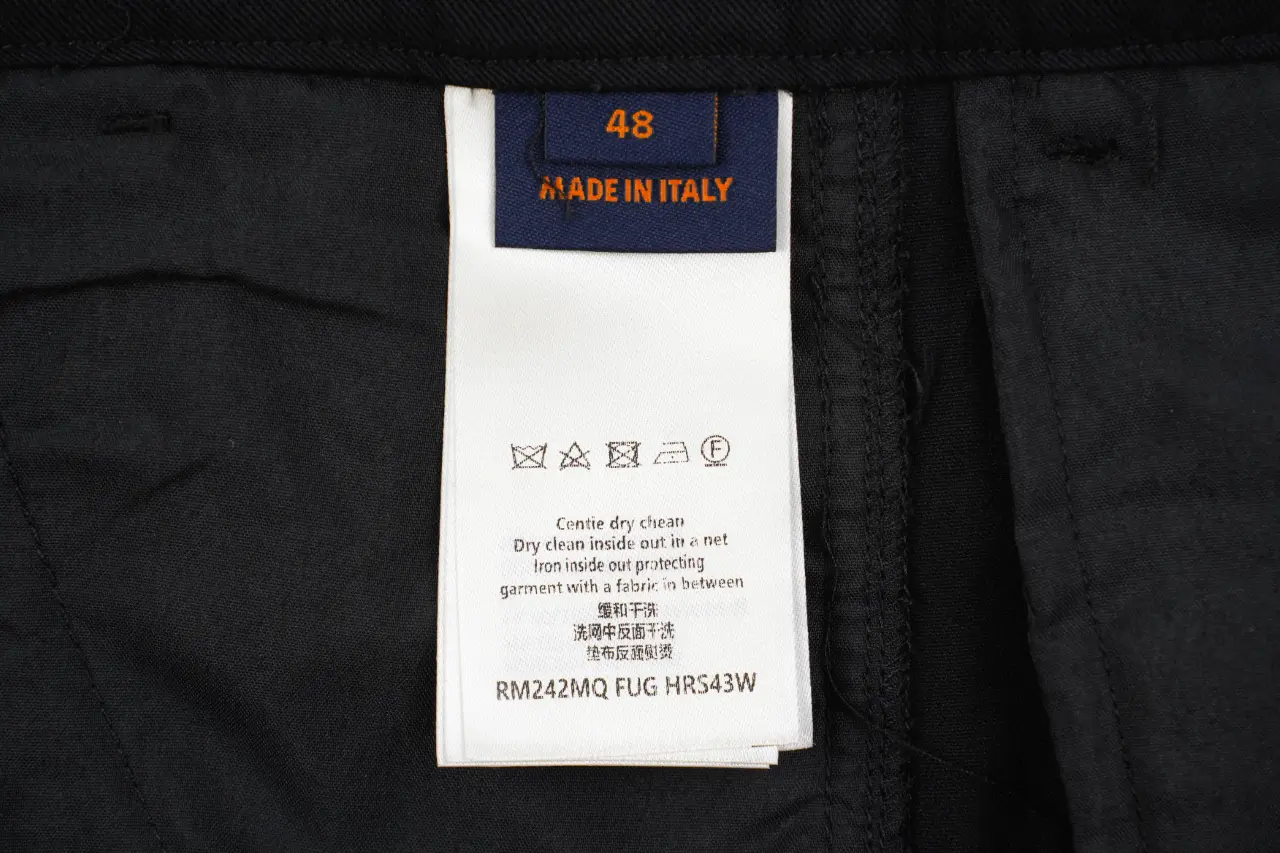 48
MADE IN ITALY
F
Centie dry chean
Dry clean inside out in a net
Iron inside out protecting
garment with a fabric in between
缓和干洗
洗网中反面干洗
垫布反面熨烫
RM242MQ FUG HRS43W